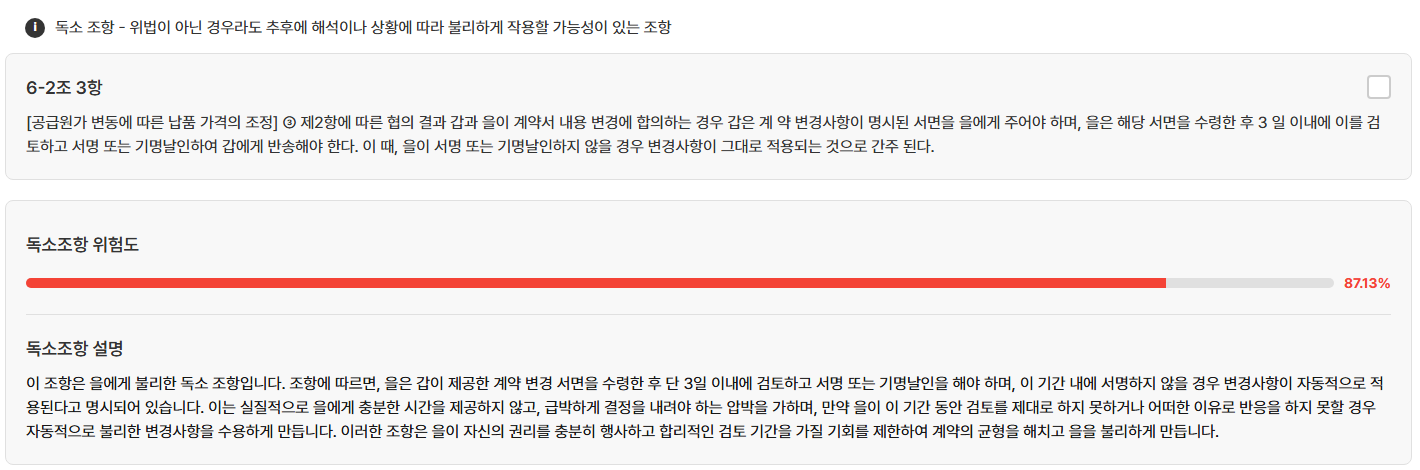 독소 조항 - 위법이 아닌 경우라도 추후에 해석이나 상황에 따라 불리하게 작용할 가능성이 있는 조항
6-2조 3항
[공급원가 변동에 따른 납품 가격의 조정] ③ 제2항에 따른 협의 결과 갑과 을이 계약서 내용 변경에 합의하는 경우 갑은 계 약 변경사항이 명시된 서면을 을에게 주어야 하며, 을은 해당 서면을 수령한 후 3 일 이내에 이를 검
토하고 서명 또는 기명날인하여 갑에게 반송해야 한다. 이 때, 을이 서명 또는 기명날인하지 않을 경우 변경사항이 그대로 적용되는 것으로 간주 된다.
독소조항 위험도
87.13%
독소조항 설명
이 조항은 을에게 불리한 독소 조항입니다. 조항에 따르면, 을은 갑이 제공한 계약 변경 서면을 수령한 후 단 3일 이내에 검토하고 서명 또는 기명날인을 해야 하며, 이 기간 내에 서명하지 않을 경우 변경사항이 자동적으로 적
용된다고 명시되어 있습니다. 이는 실질적으로 을에게 충분한 시간을 제공하지 않고, 급박하게 결정을 내려야 하는 압박을 가하며, 만약 을이 이 기간 동안 검토를 제대로 하지 못하거나 어떠한 이유로 반응을 하지 못할 경우
자동적으로 불리한 변경사항을 수용하게 만듭니다. 이러한 조항은 을이 자신의 권리를 충분히 행사하고 합리적인 검토 기간을 가질 기회를 제한하여 계약의 균형을 해치고 을을 불리하게 만듭니다.